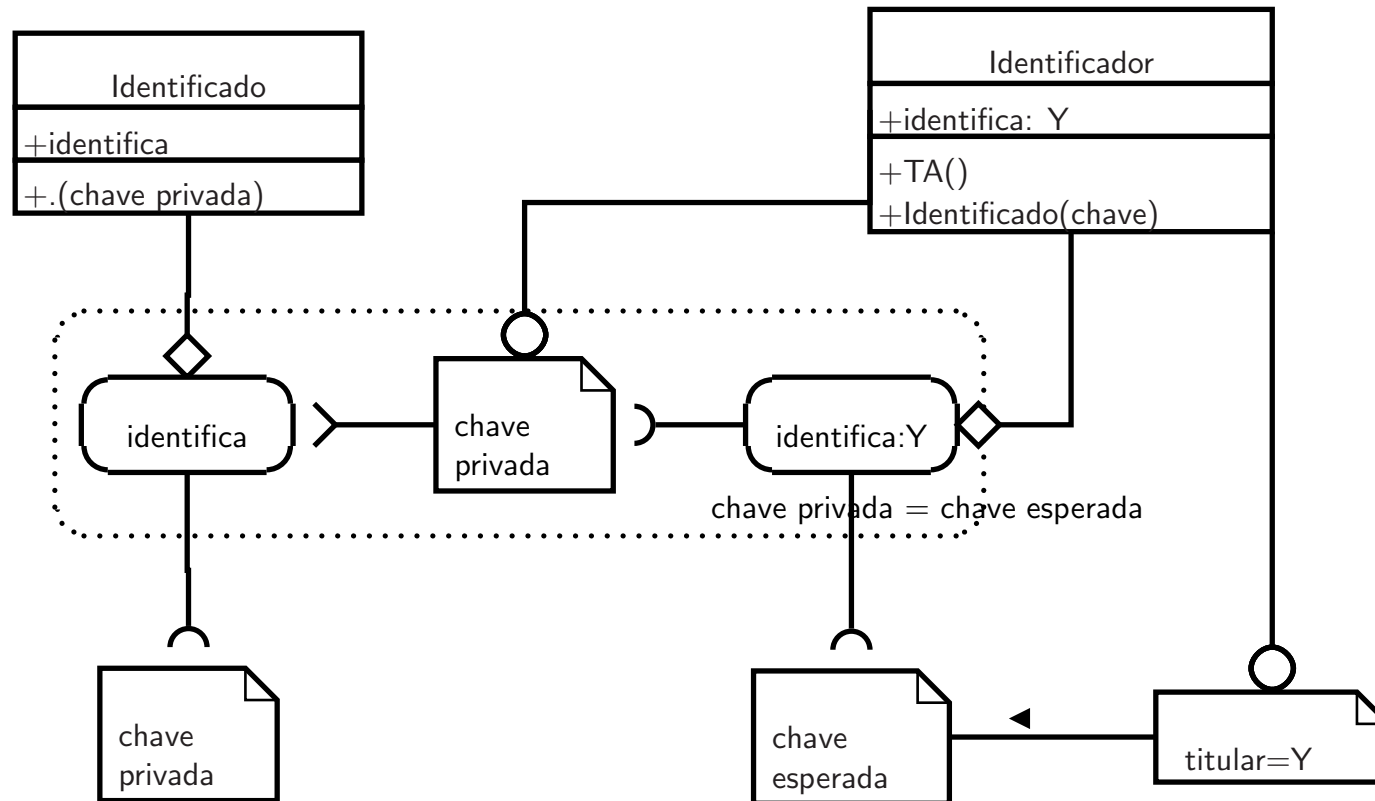 Identificado
+identifica
+.(chave privada)
Identificador
+identifica: Y
+TA()
+Identificado(chave)
identifica
chave
privada
identifica:Y
chave privada = chave esperada
chave
privada
chave
esperada
titular=Y